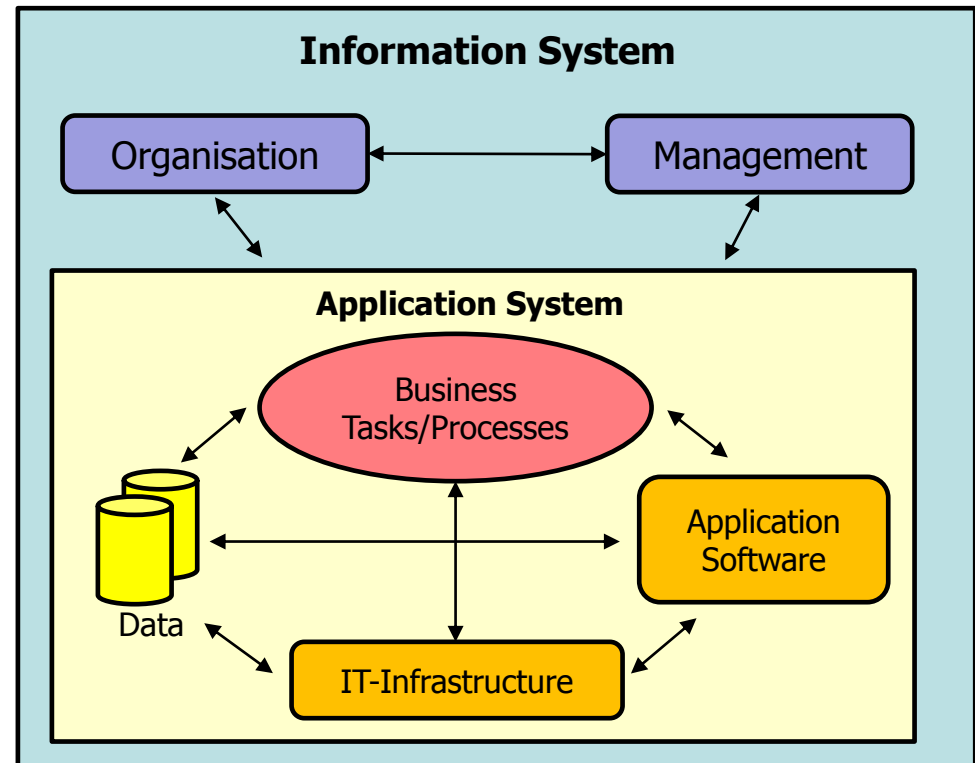 Information System
Organisation
Management
Application System
Business
Tasks/Processes
Application
Software
Data
IT-Infrastructure